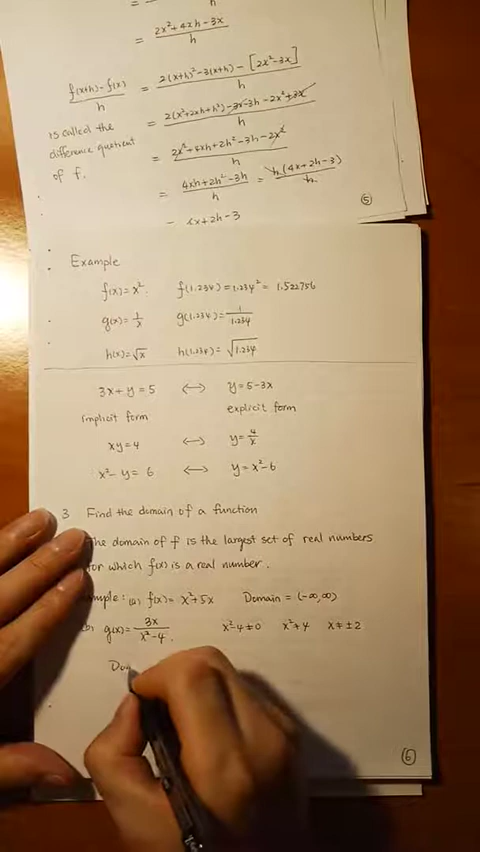 = 
h
= 2x²+4xh-3x / h
f(x+h) - f(x) / h = 2(x+h)²-3(x+h) - [2x²-3x] / h
is called the
= 2(x²+2xh+h²) -3x-3h-2x²+3x / h
difference quotient
= 2x²+4xh+2h²-3h-2x² / h
of f.
= 4xh+2h²-3h / h = h(4x+2h-3) / h
⑤
4x+2h-3
Example
f(x)=x² f(1.234)=1.234² = 1.522756
g(x)=1/x g(1.234)=1/1.234
h(x)=√x h(1.234)=√1.234
3x+y=5 ⟷ y=5-3x
implicit form explicit form
xy=4 ⟷ y=4/x
x²-y=6 ⟷ y=x²-6
3 Find the domain of a function
The domain of f is the largest set of real numbers
for which f(x) is a real number.
mple: (a) f(x)=x²+5x Domain = (-∞,∞)
g(x)=3x/x²-4. x²-4≠0 x²≠4 x≠±2
Dom
⑥